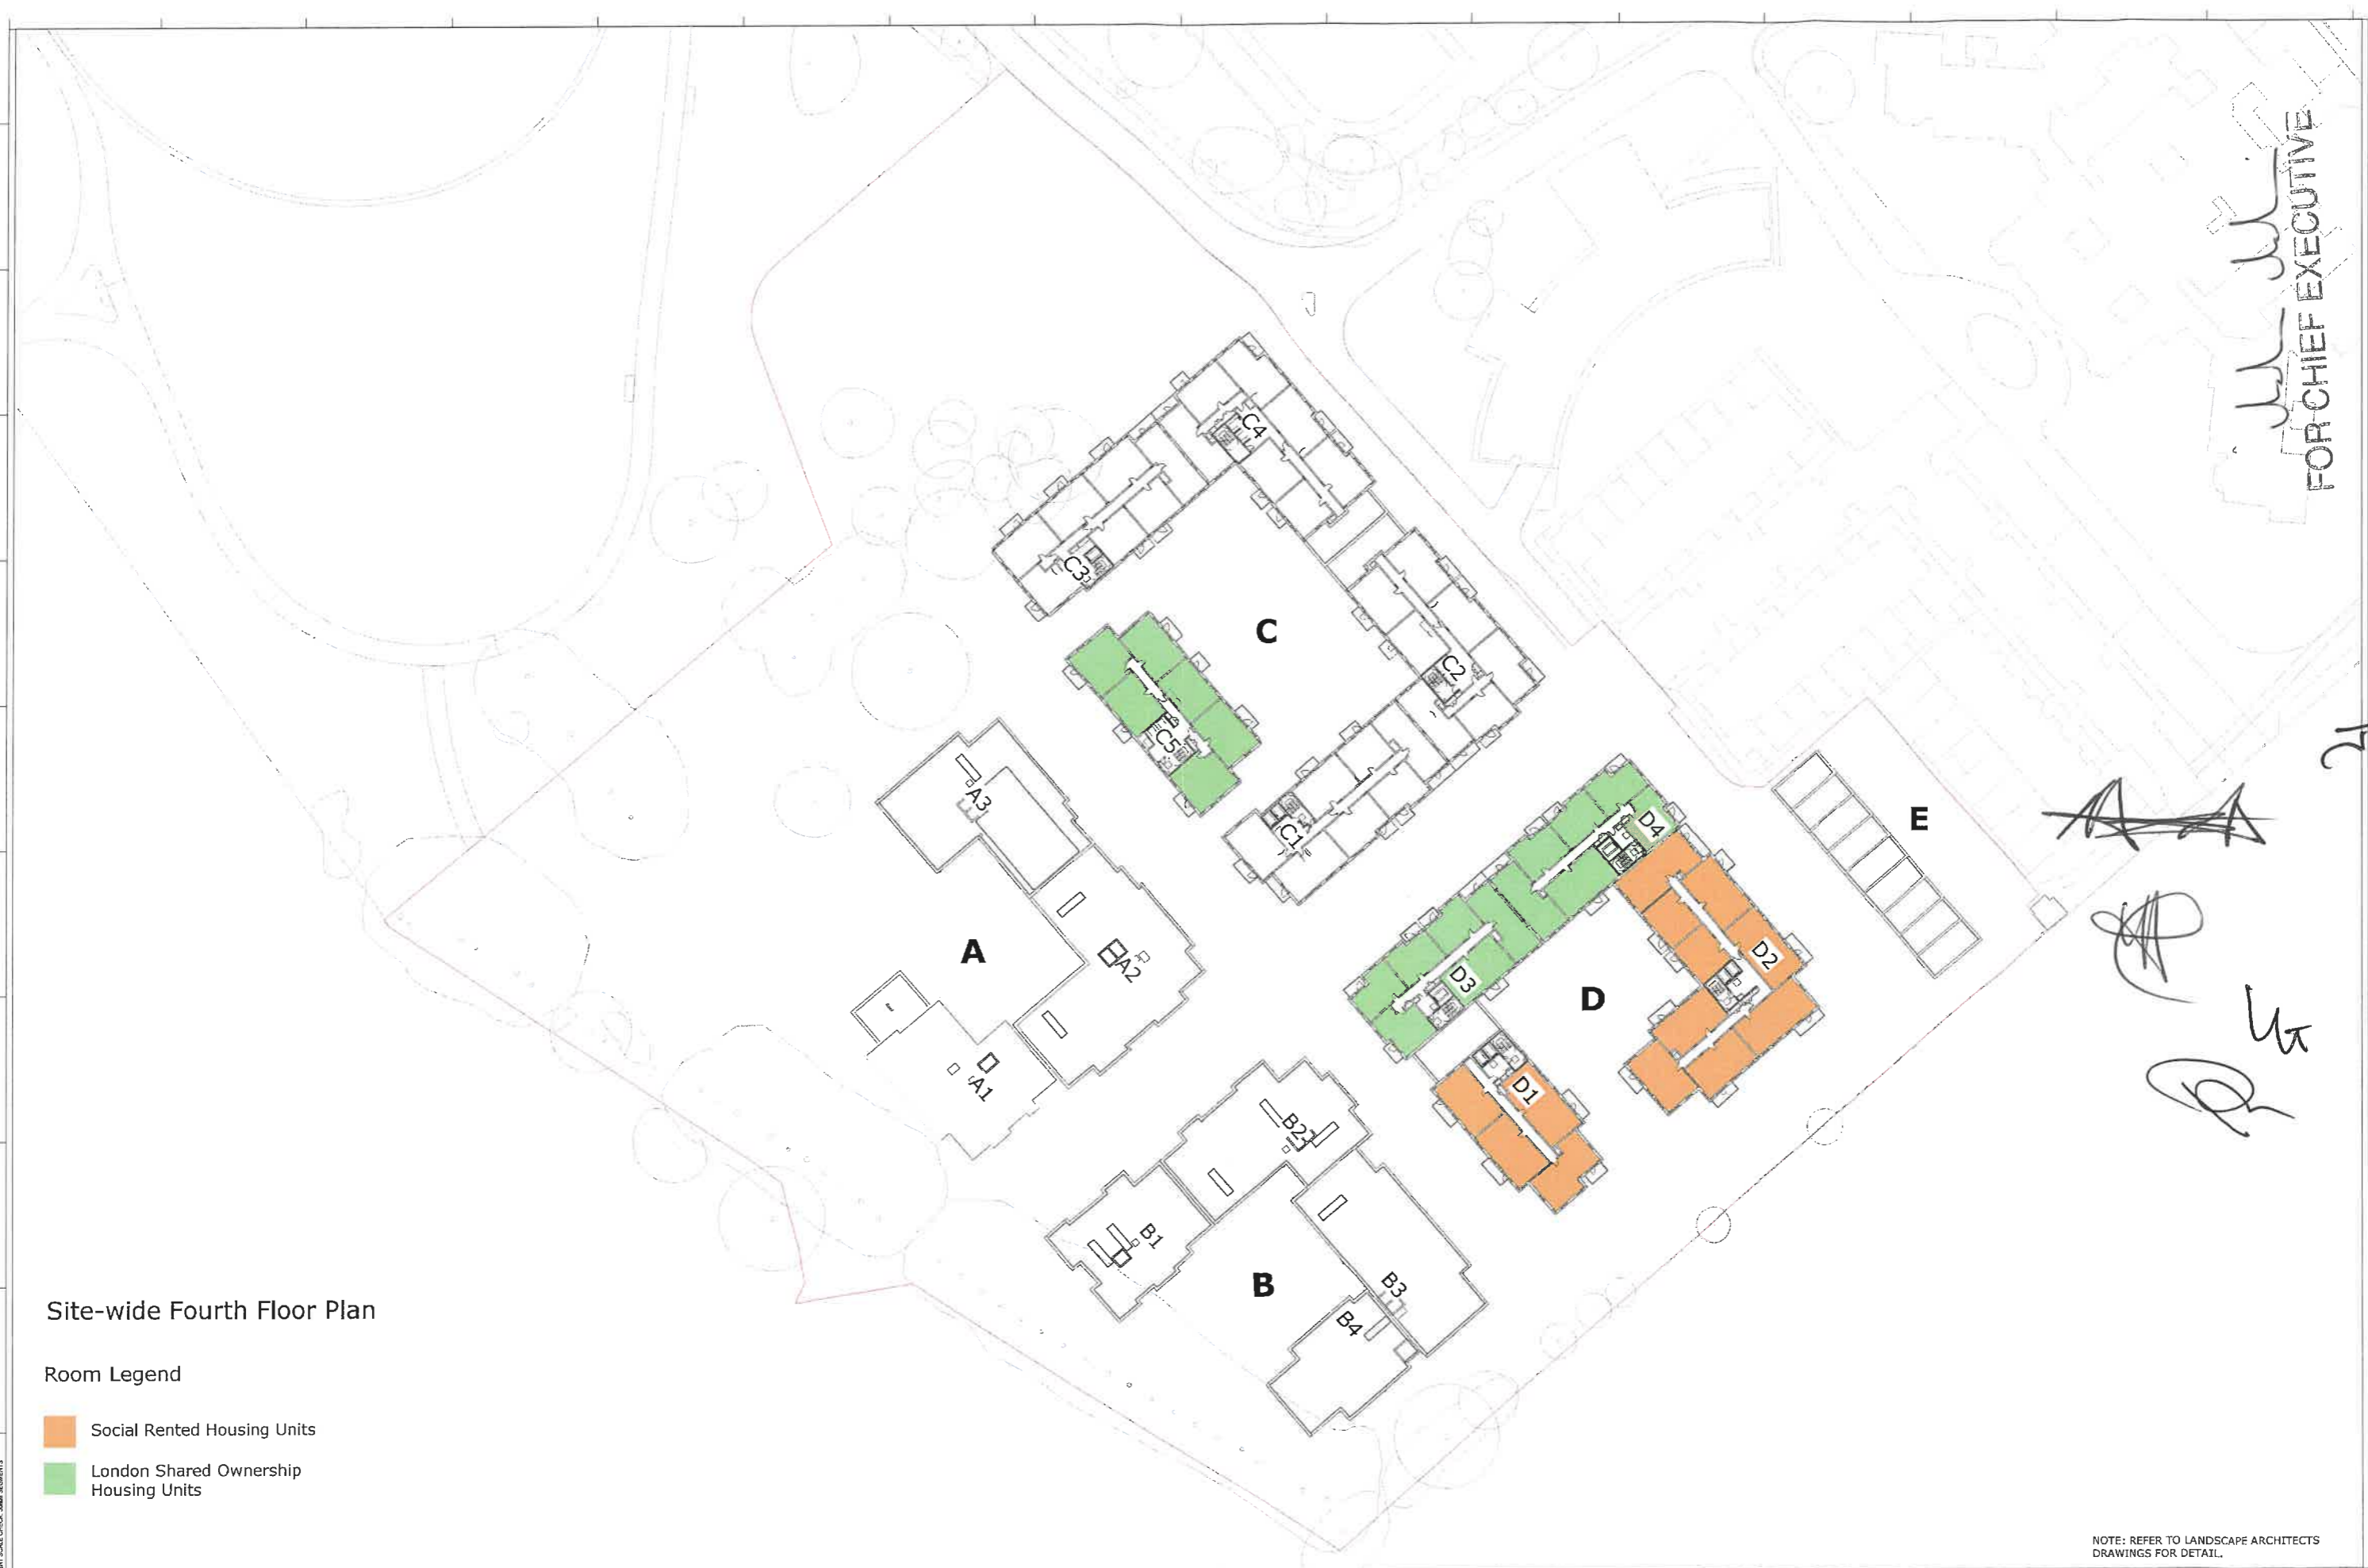 FOR CHIEF EXECUTIVE
C4
C3
C
C2
C5
C1
A3
D4
E
A
A2
D2
D3
D
A1
D1
B2
B1
B
B3
B4
21
Site-wide Fourth Floor Plan
Room Legend
Social Rented Housing Units
London Shared Ownership
Housing Units
NOTE: REFER TO LANDSCAPE ARCHITECTS
DRAWINGS FOR DETAIL.